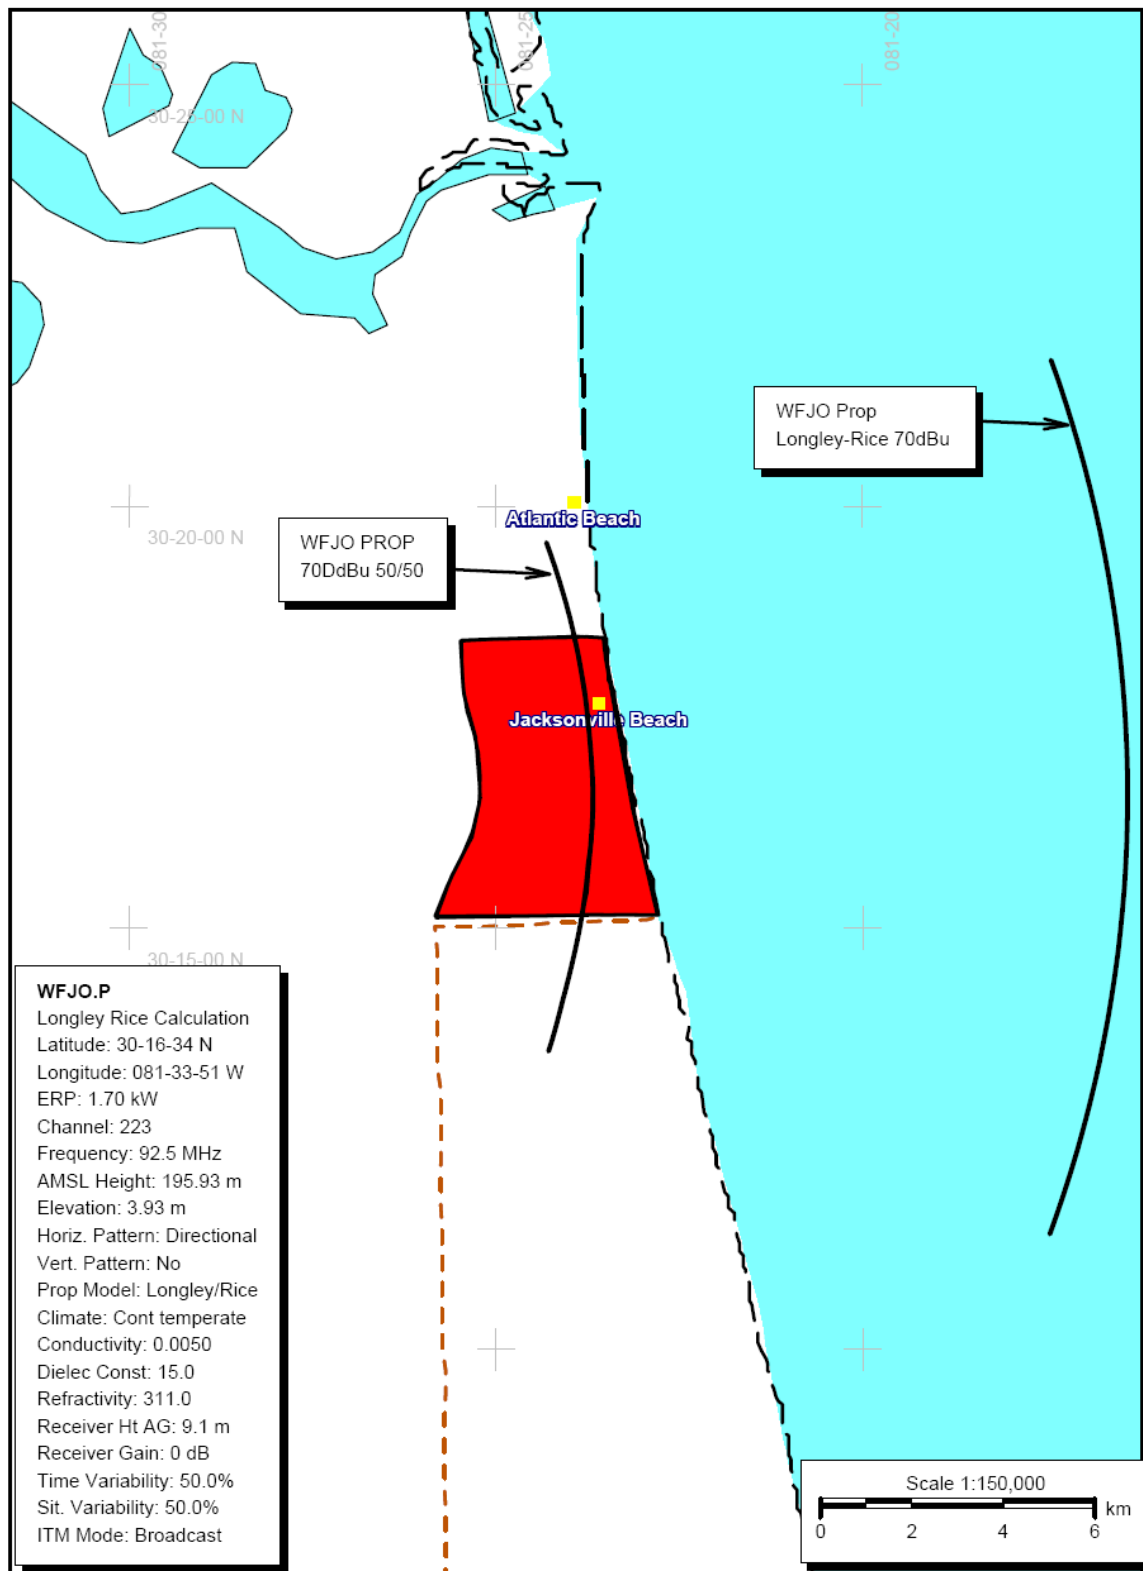 081-30
081-25
081-20
30-25-00 N
WFJO Prop
Longley-Rice 70dBu
Atlantic Beach
30-20-00 N
WFJO PROP
70DdBu 50/50
Jacksonville Beach
30-15-00 N
WFJO.P
Longley Rice Calculation
Latitude: 30-16-34 N
Longitude: 081-33-51 W
ERP: 1.70 kW
Channel: 223
Frequency: 92.5 MHz
AMSL Height: 195.93 m
Elevation: 3.93 m
Horiz. Pattern: Directional
Vert. Pattern: No
Prop Model: Longley/Rice
Climate: Cont temperate
Conductivity: 0.0050
Dielec Const: 15.0
Refractivity: 311.0
Receiver Ht AG: 9.1 m
Receiver Gain: 0 dB
Time Variability: 50.0%
Sit. Variability: 50.0%
ITM Mode: Broadcast
Scale 1:150,000
km
0 2 4 6